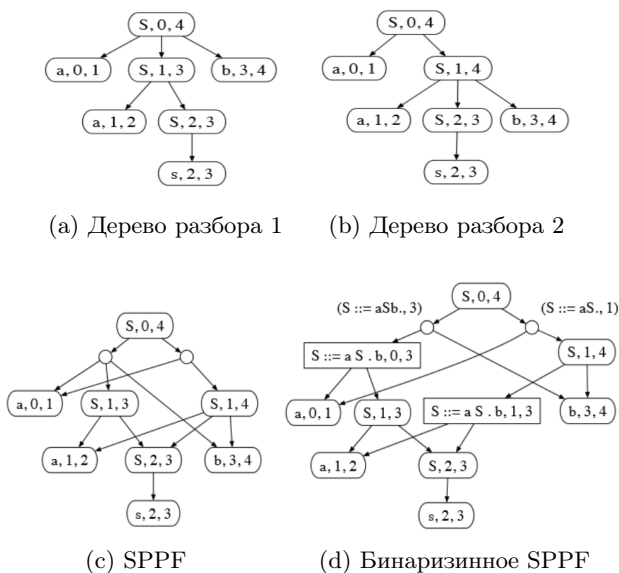 S, 0, 4
S, 0, 4
a, 0, 1 S, 1, 3 b, 3, 4
a, 0, 1 S, 1, 4
a, 1, 2 S, 2, 3
a, 1, 2 S, 2, 3 b, 3, 4
s, 2, 3
s, 2, 3
(a) Дерево разбора 1
(b) Дерево разбора 2
S, 0, 4
a, 0, 1 S, 1, 3 S, 1, 4
a, 1, 2 S, 2, 3 b, 3, 4
s, 2, 3
(c) SPPF
S, 0, 4
(S ::= aSb., 3) (S ::= aS., 1)
S ::= a S . b, 0, 3 S, 1, 4
a, 0, 1 S, 1, 3 S ::= a S . b, 1, 3 b, 3, 4
a, 1, 2 S, 2, 3
s, 2, 3
(d) Бинаризинное SPPF